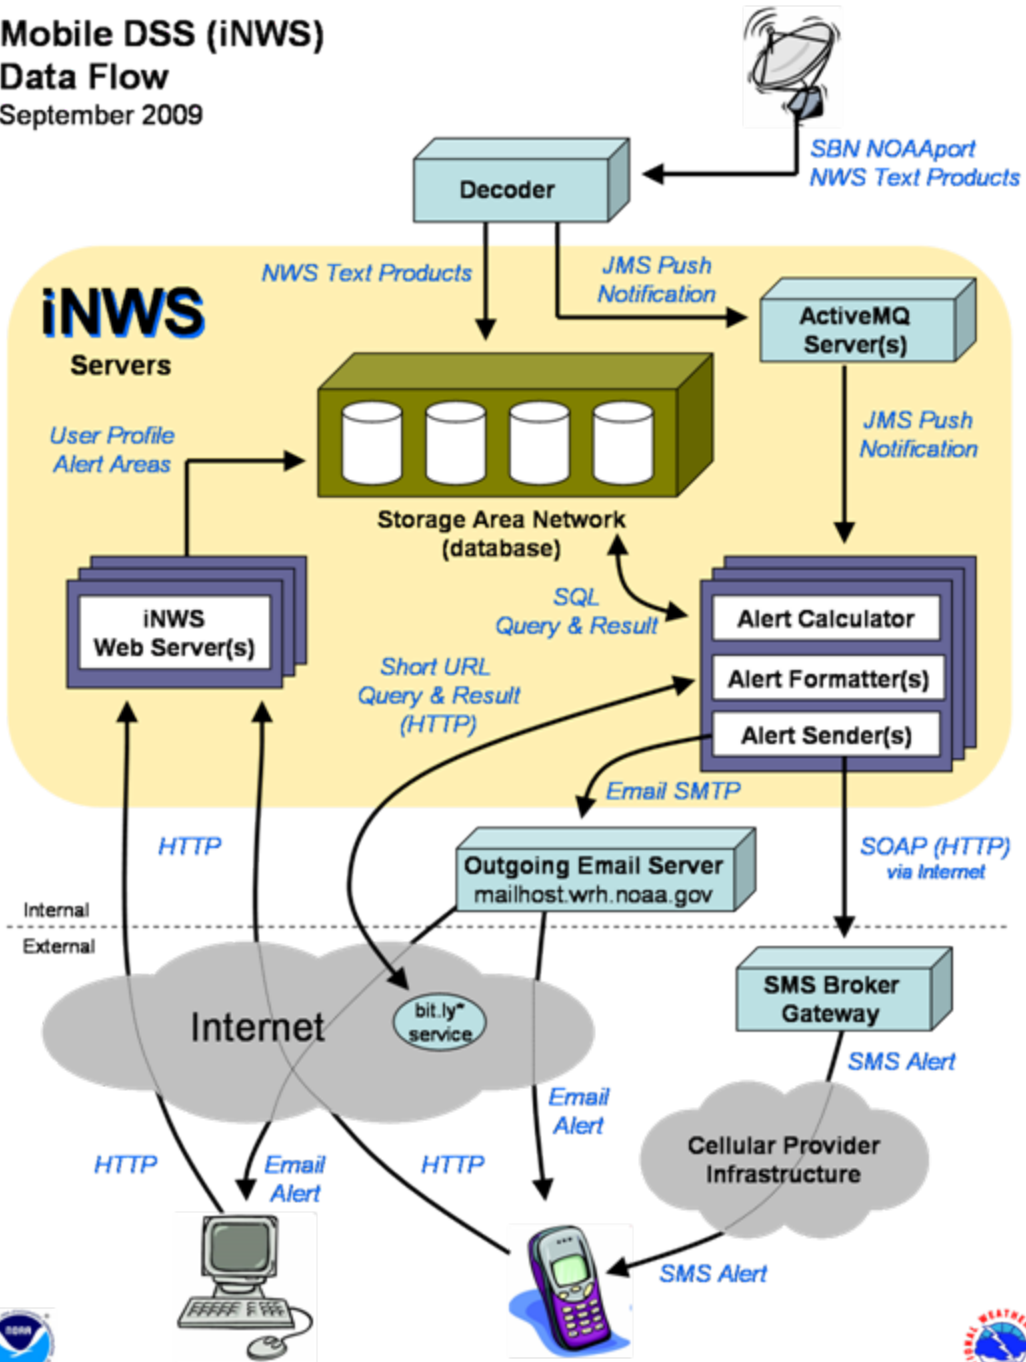 Mobile DSS (iNWS)
Data Flow
September 2009
SBN NOAAport
NWS Text Products
Decoder
NWS Text Products
JMS Push
Notification
iNWS
Servers
ActiveMQ
Server(s)
User Profile
Alert Areas
JMS Push
Notification
Storage Area Network
(database)
SQL
Query & Result
iNWS
Web Server(s)
Alert Calculator
Short URL
Query & Result
(HTTP)
Alert Formatter(s)
Alert Sender(s)
Email SMTP
HTTP
Outgoing Email Server
mailhost.wrh.noaa.gov
SOAP (HTTP)
via Internet
Internal
External
SMS Broker
Gateway
Internet
bit.ly*
service
SMS Alert
Email
Alert
Cellular Provider
Infrastructure
HTTP
Email
Alert
HTTP
SMS Alert
NOAA